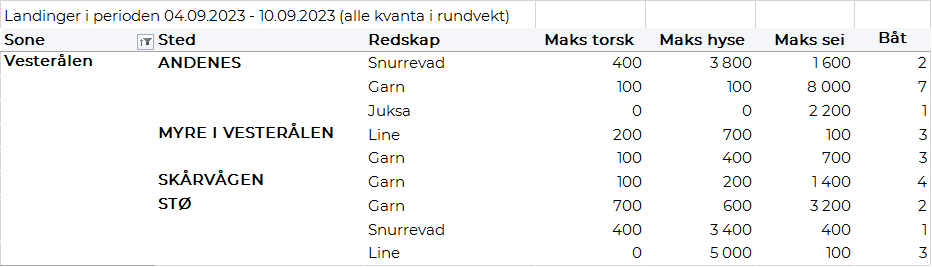 Landinger i perioden 04.09.2023 - 10.09.2023 (alle kvanta i rundvekt)
Sone Sted Redskap Maks torsk Maks hyse Maks sei Båt
Vesterålen ANDENES Snurrevad 400 3 800 1 600 2
Garn 100 100 8 000 7
Juksa 0 0 2 200 1
MYRE I VESTERÅLEN Line 200 700 100 3
Garn 100 400 700 3
SKÅRVÅGEN Garn 100 200 1 400 4
STØ Garn 700 600 3 200 2
Snurrevad 400 3 400 400 1
Line 0 5 000 100 3